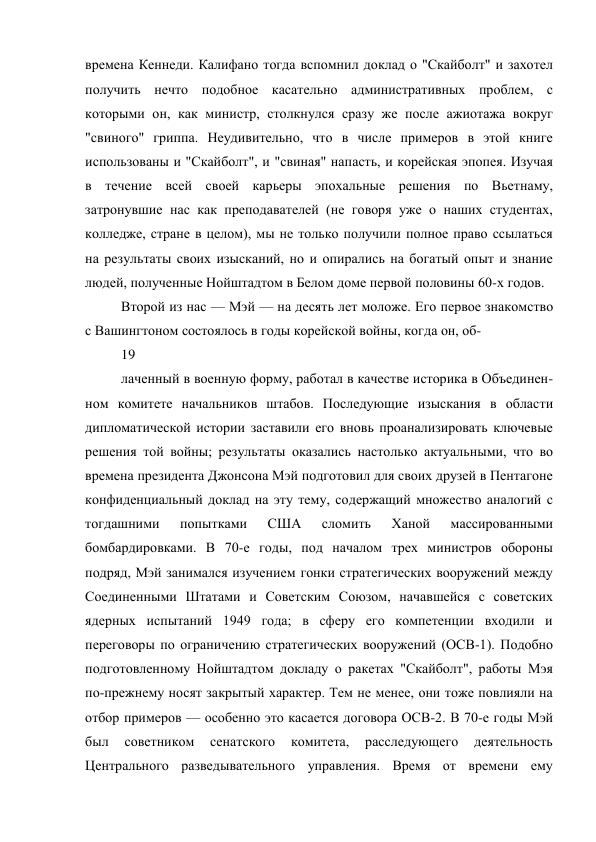 времена Кеннеди. Калифано тогда вспомнил доклад о "Скайболт" и захотел
получить нечто подобное касательно административных проблем, с
которыми он, как министр, столкнулся сразу же после ажиотажа вокруг
"свиного" гриппа. Неудивительно, что в числе примеров в этой книге
использованы и "Скайболт", и "свиная" напасть, и корейская эпопея. Изучая
в течение всей своей карьеры эпохальные решения по Вьетнаму,
затронувшие нас как преподавателей (не говоря уже о наших студентах,
колледже, стране в целом), мы не только получили полное право ссылаться
на результаты своих изысканий, но и опирались на богатый опыт и знание
людей, полученные Нойштадтом в Белом доме первой половины 60-х годов.
Второй из нас — Мэй — на десять лет моложе. Его первое знакомство
с Вашингтоном состоялось в годы корейской войны, когда он, об-
19
лаченный в военную форму, работал в качестве историка в Объединен-
ном комитете начальников штабов. Последующие изыскания в области
дипломатической истории заставили его вновь проанализировать ключевые
решения той войны; результаты оказались настолько актуальными, что во
времена президента Джонсона Мэй подготовил для своих друзей в Пентагоне
конфиденциальный доклад на эту тему, содержащий множество аналогий с
тогдашними попытками США сломить Ханой массированными
бомбардировками. В 70-е годы, под началом трех министров обороны
подряд, Мэй занимался изучением гонки стратегических вооружений между
Соединенными Штатами и Советским Союзом, начавшейся с советских
ядерных испытаний 1949 года; в сферу его компетенции входили и
переговоры по ограничению стратегических вооружений (ОСВ-1). Подобно
подготовленному Нойштадтом докладу о ракетах "Скайболт", работы Мэя
по-прежнему носят закрытый характер. Тем не менее, они тоже повлияли на
отбор примеров — особенно это касается договора ОСВ-2. В 70-е годы Мэй
был советником сенатского комитета, расследующего деятельность
Центрального разведывательного управления. Время от времени ему